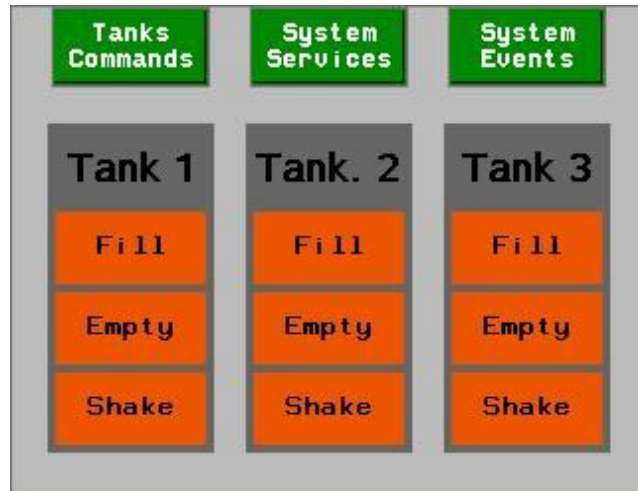 Tanks
Commands
System
Services
System
Events
Tank 1
Tank. 2
Tank 3
Fill
Fill
Fill
Empty
Empty
Empty
Shake
Shake
Shake